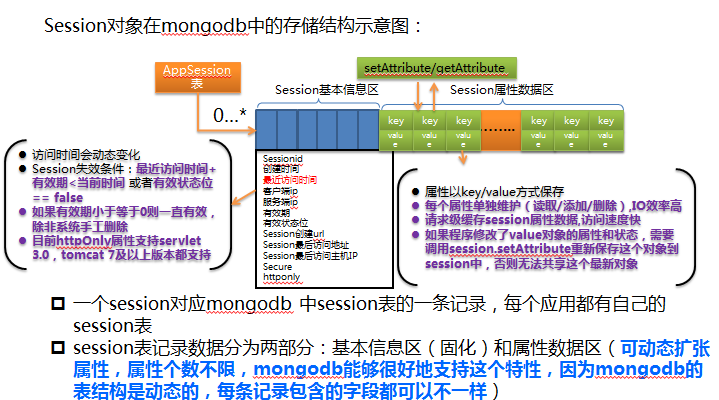 Session对象在mongodb中的存储结构示意图：
AppSession
表
setAttribute/getAttribute
Session基本信息区
Session属性数据区
0...*
key
key
key
key
key
key
valu
e
valu
e
valu
e
……...
valu
e
valu
e
valu
e
访问时间会动态变化
Session失效条件：最近访问时间+
有效期<当前时间 或者有效状态位
== false
如果有效期小于等于0则一直有效，
除非系统手工删除
目前httpOnly属性支持servlet
3.0，tomcat 7及以上版本都支持
Sessionid
创建时间
最近访问时间
客户端ip
服务端ip
有效期
有效状态位
Session创建url
Session最后访问地址
Session最后访问主机IP
Secure
httponly
属性以key/value方式保存
每个属性单独维护（读取/添加/删除）,IO效率高
请求级缓存session属性数据,访问速度快
如果程序修改了value对象的属性和状态，需要
调用session.setAttribute重新保存这个对象到
session中，否则无法共享这个最新对象
一个session对应mongodb 中session表的一条记录，每个应用都有自己的
session表
session表记录数据分为两部分：基本信息区（固化）和属性数据区（可动态扩张
属性，属性个数不限，mongodb能够很好地支持这个特性，因为mongodb的
表结构是动态的，每条记录包含的字段都可以不一样）